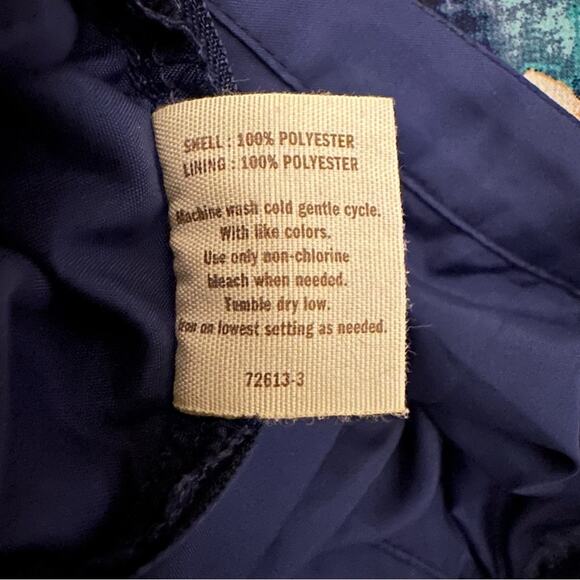 SHELL : 100% POLYESTER
LINING : 100% POLYESTER
Machine wash cold gentle cycle.
With like colors.
Use only non-chlorine
bleach when needed.
Tumble dry low.
Iron on lowest setting as needed.
72613-3